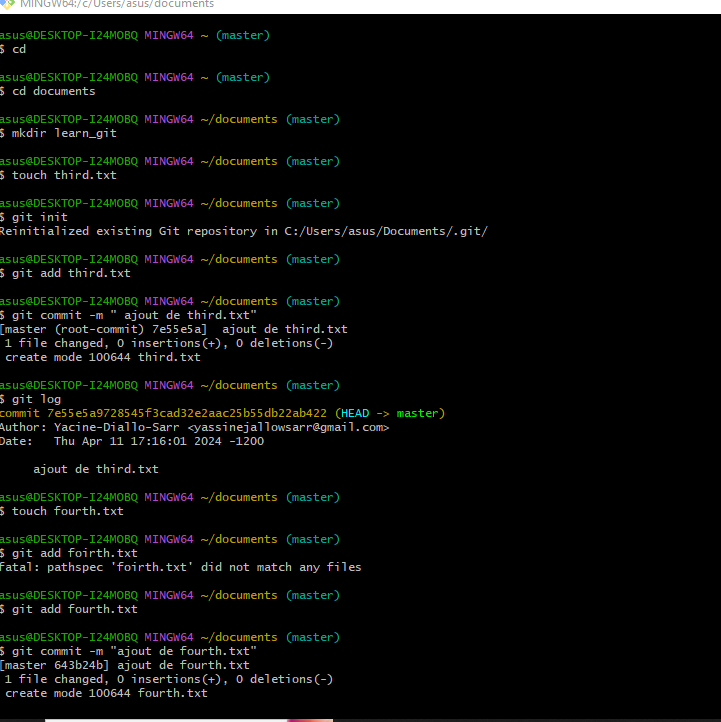 MINGW64:/c/Users/asus/documents
asus@DESKTOP-I24MOBQ MINGW64 ~ (master)
$ cd
asus@DESKTOP-I24MOBQ MINGW64 ~ (master)
$ cd documents
asus@DESKTOP-I24MOBQ MINGW64 ~/documents (master)
$ mkdir learn_git
asus@DESKTOP-I24MOBQ MINGW64 ~/documents (master)
$ touch third.txt
asus@DESKTOP-I24MOBQ MINGW64 ~/documents (master)
$ git init
Reinitialized existing Git repository in C:/Users/asus/Documents/.git/
asus@DESKTOP-I24MOBQ MINGW64 ~/documents (master)
$ git add third.txt
asus@DESKTOP-I24MOBQ MINGW64 ~/documents (master)
$ git commit -m " ajout de third.txt"
[master (root-commit) 7e55e5a]  ajout de third.txt
 1 file changed, 0 insertions(+), 0 deletions(-)
 create mode 100644 third.txt
asus@DESKTOP-I24MOBQ MINGW64 ~/documents (master)
$ git log
commit 7e55e5a9728545f3cad32e2aac25b55db22ab422 (HEAD -> master)
Author: Yacine-Diallo-Sarr <yassinejallowsarr@gmail.com>
Date:   Thu Apr 11 17:16:01 2024 -1200
     ajout de third.txt
asus@DESKTOP-I24MOBQ MINGW64 ~/documents (master)
$ touch fourth.txt
asus@DESKTOP-I24MOBQ MINGW64 ~/documents (master)
$ git add foirth.txt
fatal: pathspec 'foirth.txt' did not match any files
asus@DESKTOP-I24MOBQ MINGW64 ~/documents (master)
$ git add fourth.txt
asus@DESKTOP-I24MOBQ MINGW64 ~/documents (master)
$ git commit -m "ajout de fourth.txt"
[master 643b24b] ajout de fourth.txt
 1 file changed, 0 insertions(+), 0 deletions(-)
 create mode 100644 fourth.txt